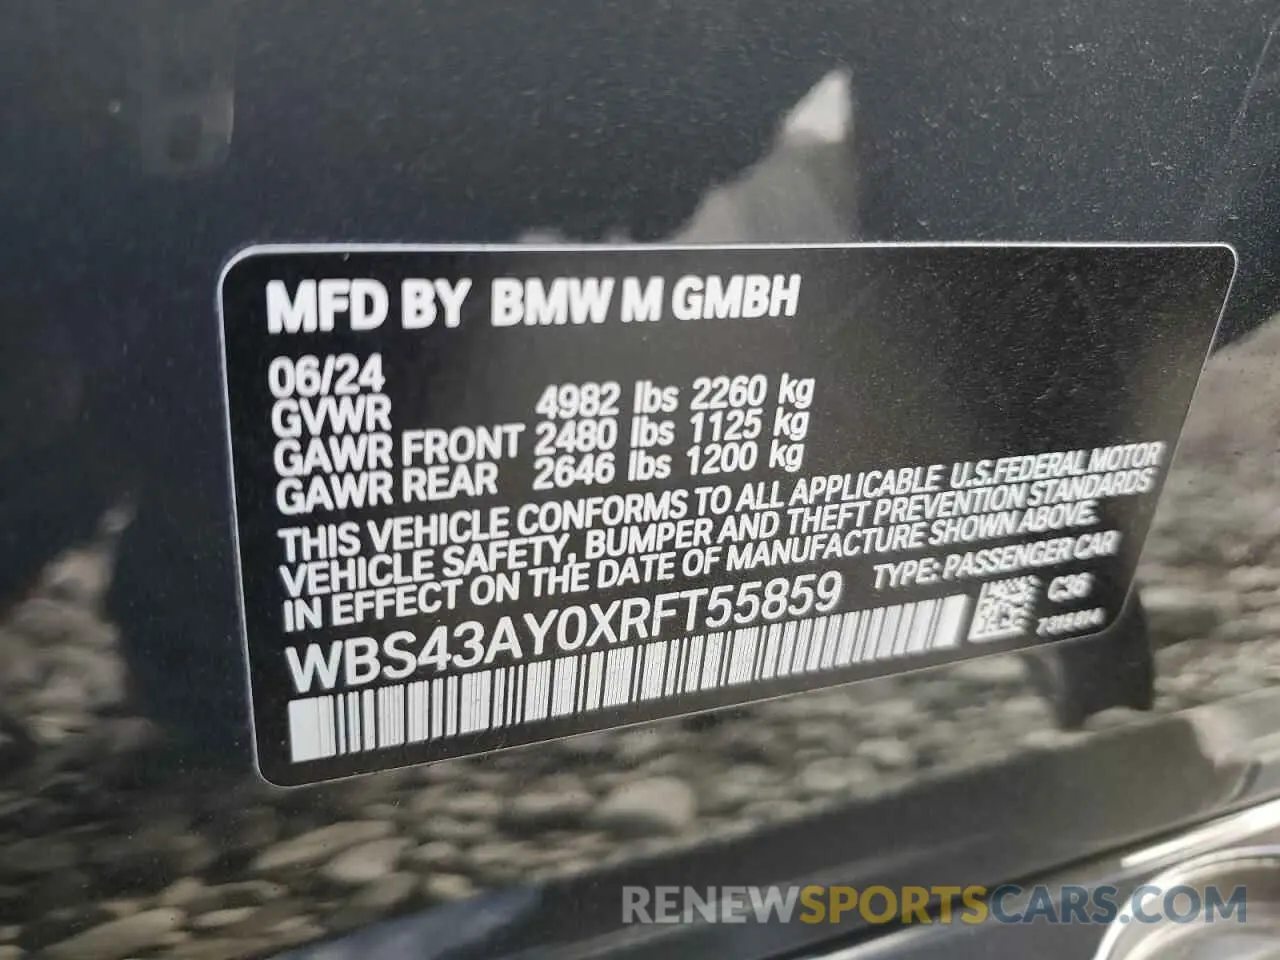 MFD BY BMW M GMBH
06/24
GVWR 4982 lbs 2260 kg
GAWR FRONT 2480 lbs 1125 kg
GAWR REAR 2646 lbs 1200 kg
THIS VEHICLE CONFORMS TO ALL APPLICABLE U.S.FEDERAL MOTOR
VEHICLE SAFETY, BUMPER AND THEFT PREVENTION STANDARDS
IN EFFECT ON THE DATE OF MANUFACTURE SHOWN ABOVE.
WBS43AY0XRFT55859 TYPE: PASSENGER CAR
C36
RENEWSPORTSCARS.COM